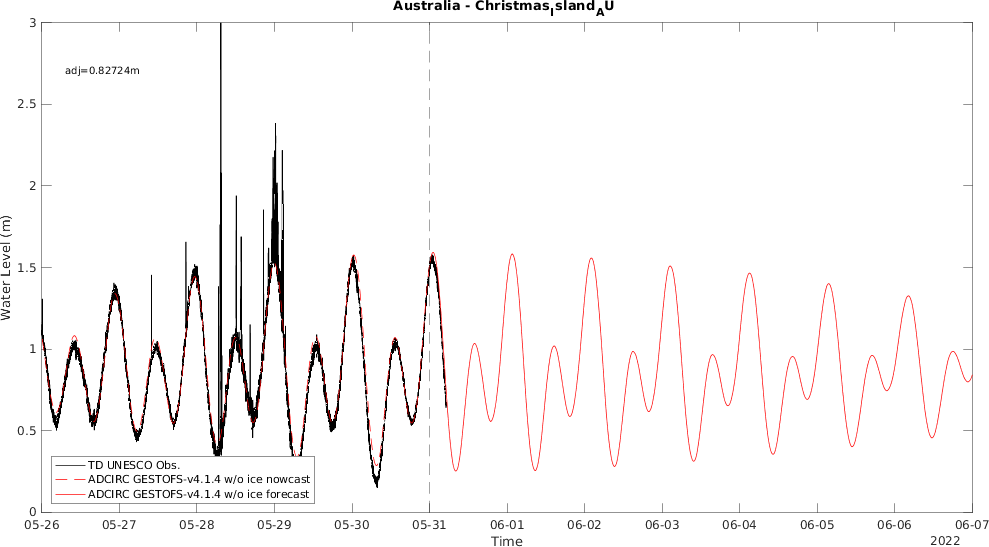 Australia - Christmas_Island_AU
3
adj=0.82724m
2.5
2
1.5
1
0.5
0
Water Level (m)
TD UNESCO Obs.
ADCIRC GESTOFS-v4.1.4 w/o ice nowcast
ADCIRC GESTOFS-v4.1.4 w/o ice forecast
05-26 05-27 05-28 05-29 05-30 05-31 06-01 06-02 06-03 06-04 06-05 06-06 06-07
Time
2022